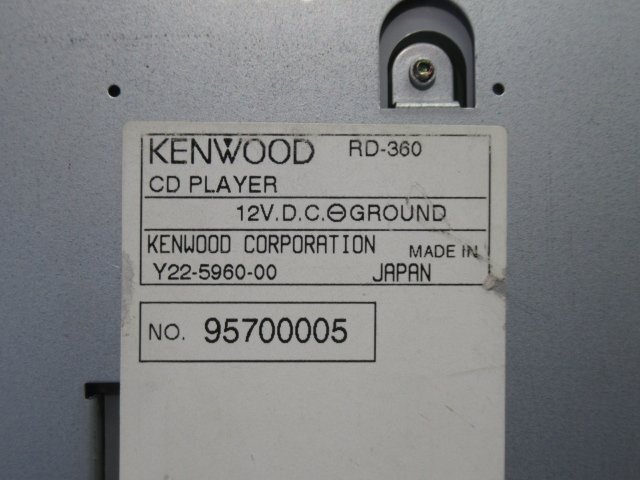 KENWOOD RD-360
CD PLAYER
12V.D.C.⊖GROUND
KENWOOD CORPORATION MADE IN
Y22-5960-00 JAPAN
NO. 95700005